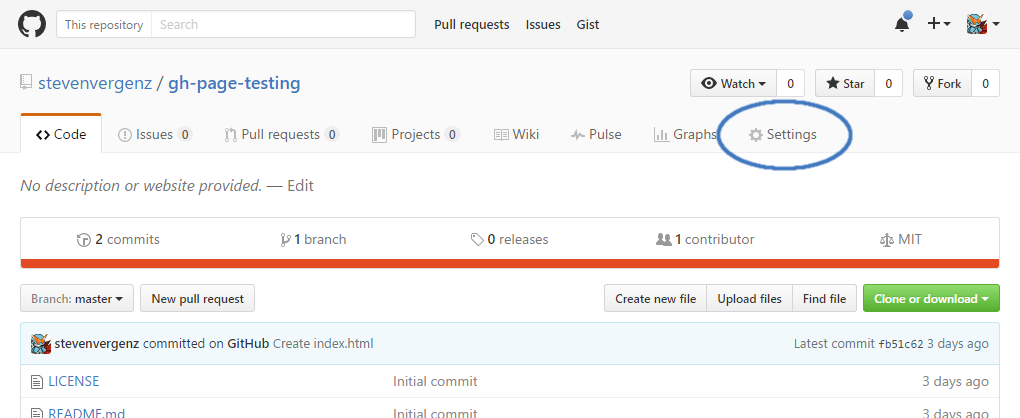 This repository Search Pull requests Issues Gist
stevenvergenz / gh-page-testing Watch 0 Star 0 Fork 0
Code Issues 0 Pull requests 0 Projects 0 Wiki Pulse Graphs Settings
No description or website provided. — Edit
2 commits 1 branch 0 releases 1 contributor MIT
Branch: master New pull request Create new file Upload files Find file Clone or download
stevenvergenz committed on GitHub Create index.html Latest commit fb51c62 3 days ago
LICENSE Initial commit 3 days ago
README.md Initial commit 3 days ago